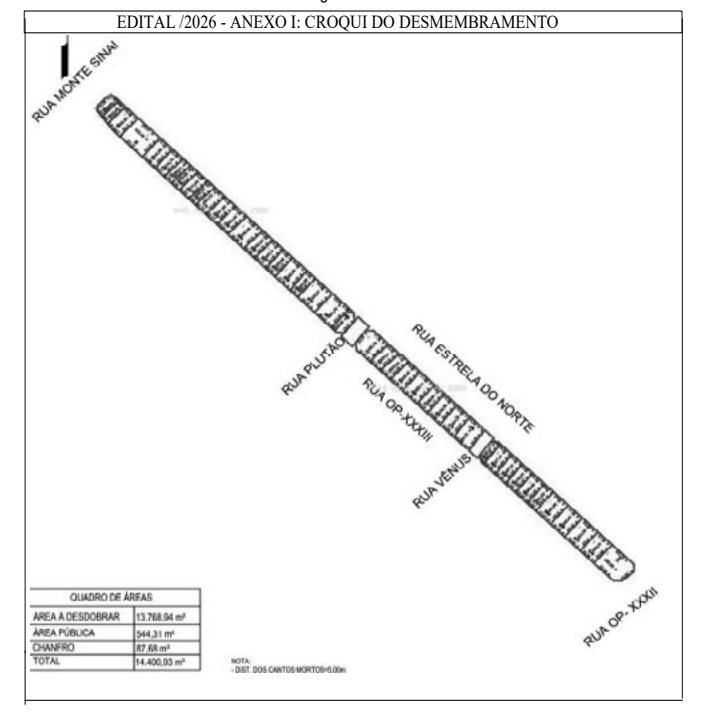 EDITAL /2026 - ANEXO I: CROQUI DO DESMEMBRAMENTO
RUA MONTE SINAI
RUA PLUTÃO
RUA ESTRELA DO NORTE
RUA OP-XXXIII
RUA VÊNUS
RUA OP- XXXII
QUADRO DE ÁREAS
ÁREA À DESDOBRAR 13.768.94 m²
ÁREA PÚBLICA 544,31 m²
CHANFRO 87,68 m²
TOTAL 14.400,93 m²
NOTA:
- DIST. DOS CANTOS MORTOS=5.00m